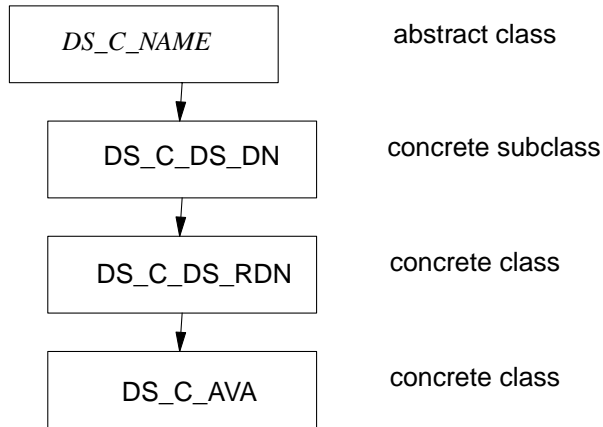 DS_C_NAME abstract class
DS_C_DS_DN concrete subclass
DS_C_DS_RDN concrete class
DS_C_AVA concrete class